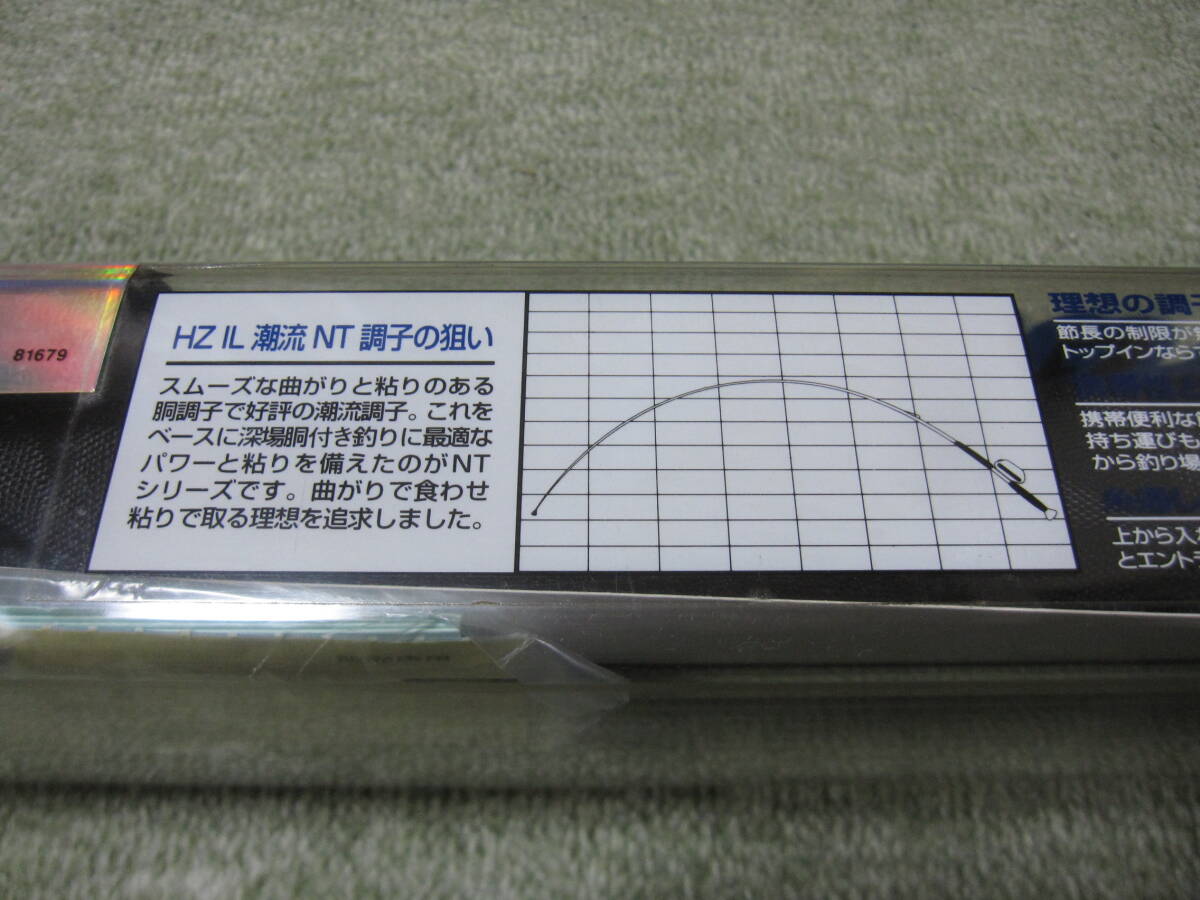 81679
HZ IL 潮流 NT 調子の狙い
スムーズな曲がりと粘りのある
胴調子で好評の潮流調子。これを
ベースに深場胴付き釣りに最適な
パワーと粘りを備えたのがNT
シリーズです。曲がりで食わせ
粘りで取る理想を追求しました。
理想の調
節長の制限が
トップインなら
携帯便利な
持ち運びも
から釣り場
上から入
とエント